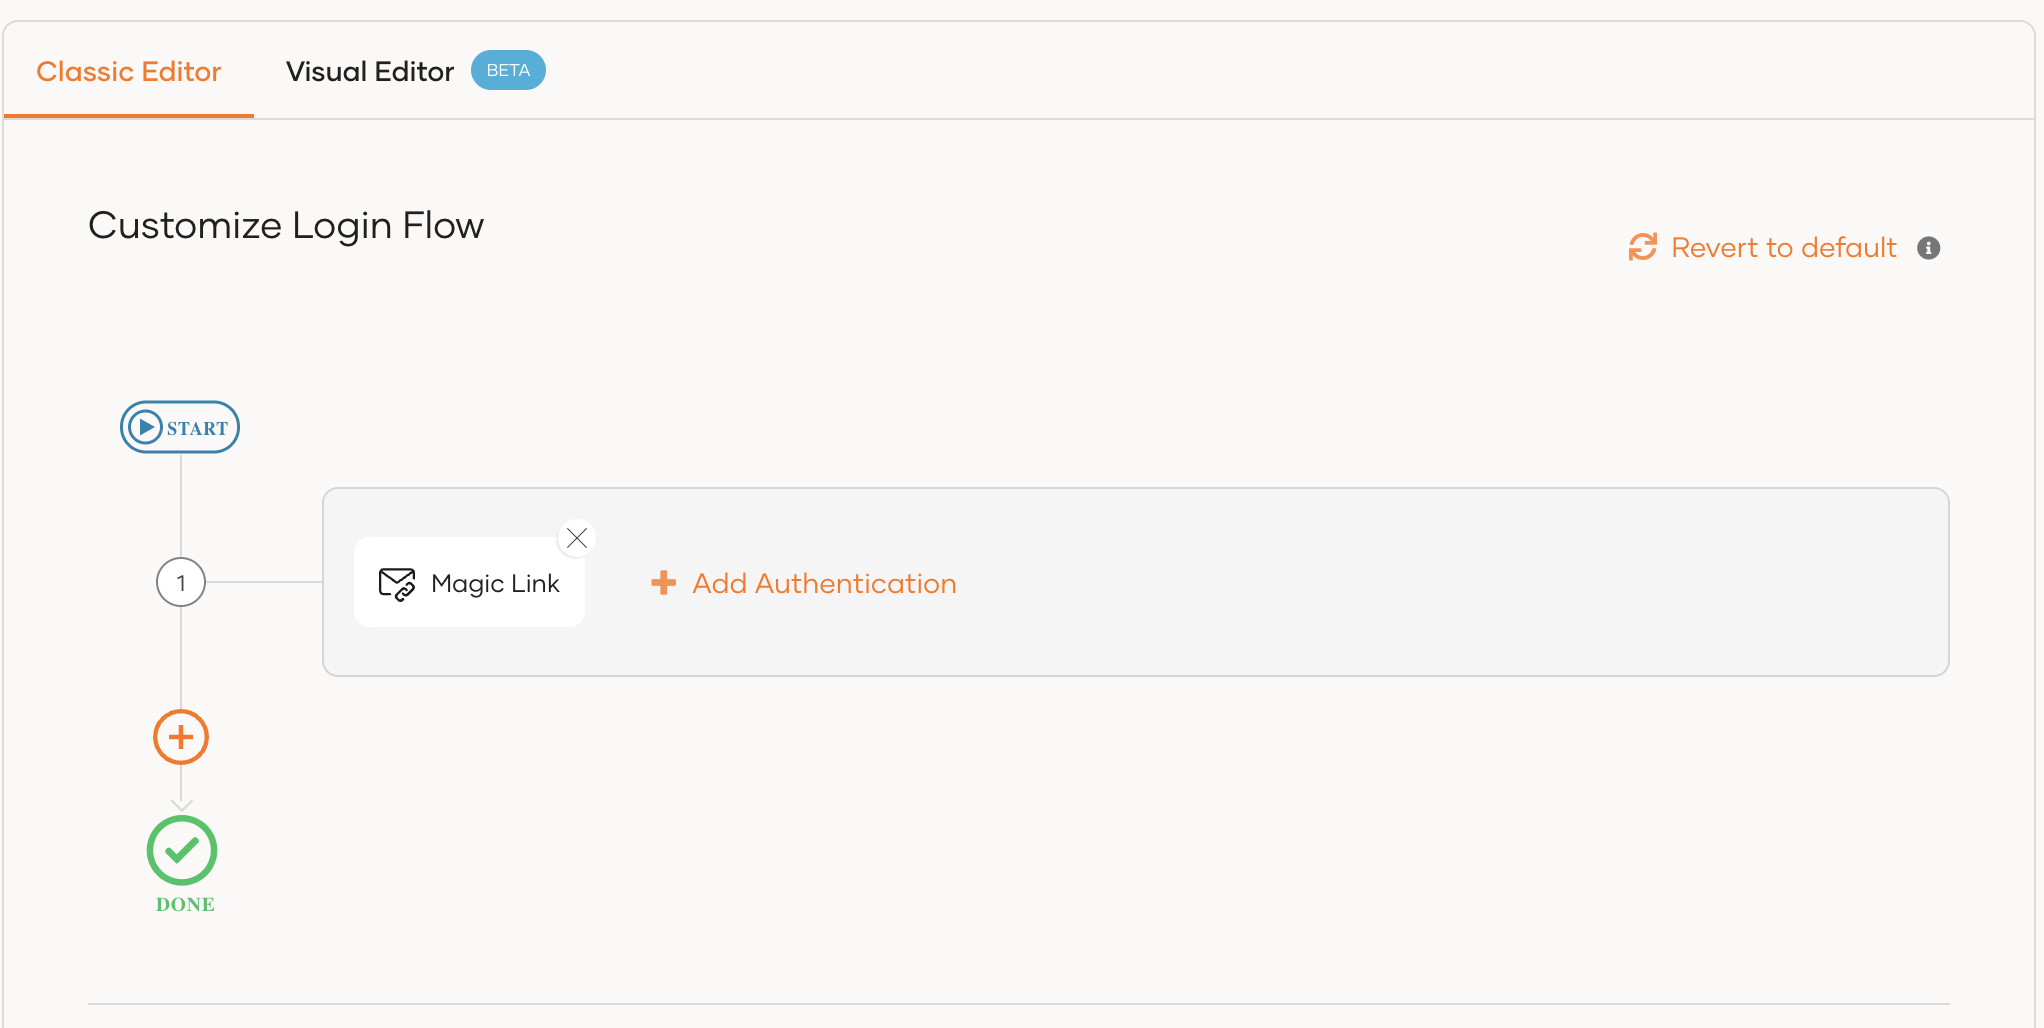 Classic Editor
Visual Editor
BETA
Customize Login Flow
Revert to default
START
1
Magic Link
Add Authentication
DONE